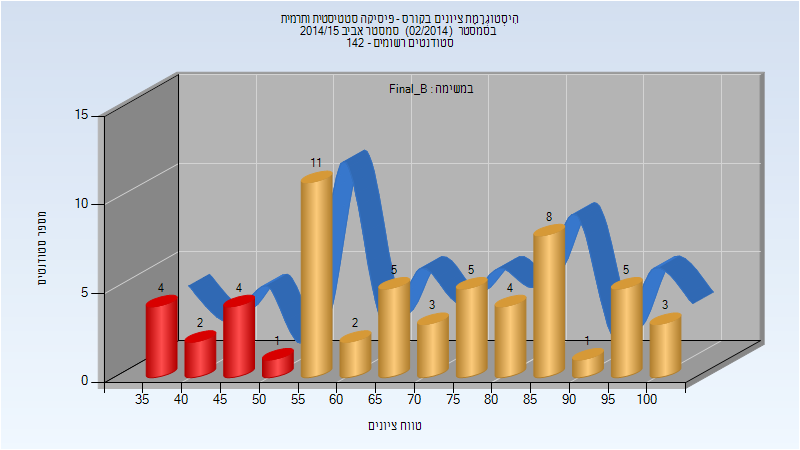 היסטוגרמת ציונים בקורס - פיסיקה סטטיסטית ותרמית
בסמסטר (02/2014) סמסטר אביב 2014/15
סטודנטים רשומים - 142
במשימה : Final_B
מספר סטודנטים
15
10
5
0
4
2
4
1
11
2
5
3
5
4
8
1
5
3
35 40 45 50 55 60 65 70 75 80 85 90 95 100
טווח ציונים